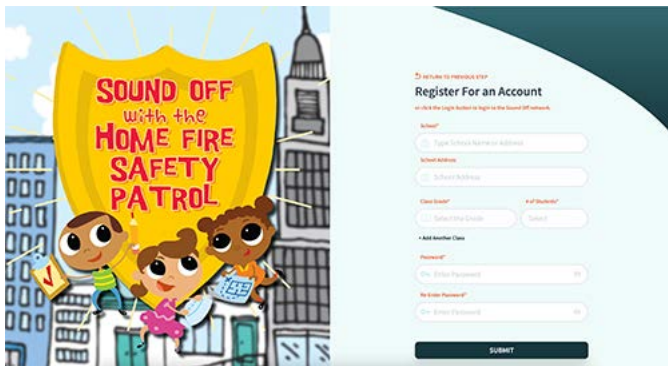 SOUND OFF
with the
HOME FIRE
SAFETY
PATROL
RETURN TO PREVIOUS STEP
Register For an Account
or click the Login button to login to the Sound Off network.
School*
Type School Name or Address
School Address
School Address
Class Grade* # of Students*
Select the Grade Select
+ Add Another Class
Password*
Enter Password
Re Enter Password*
Enter Password
SUBMIT